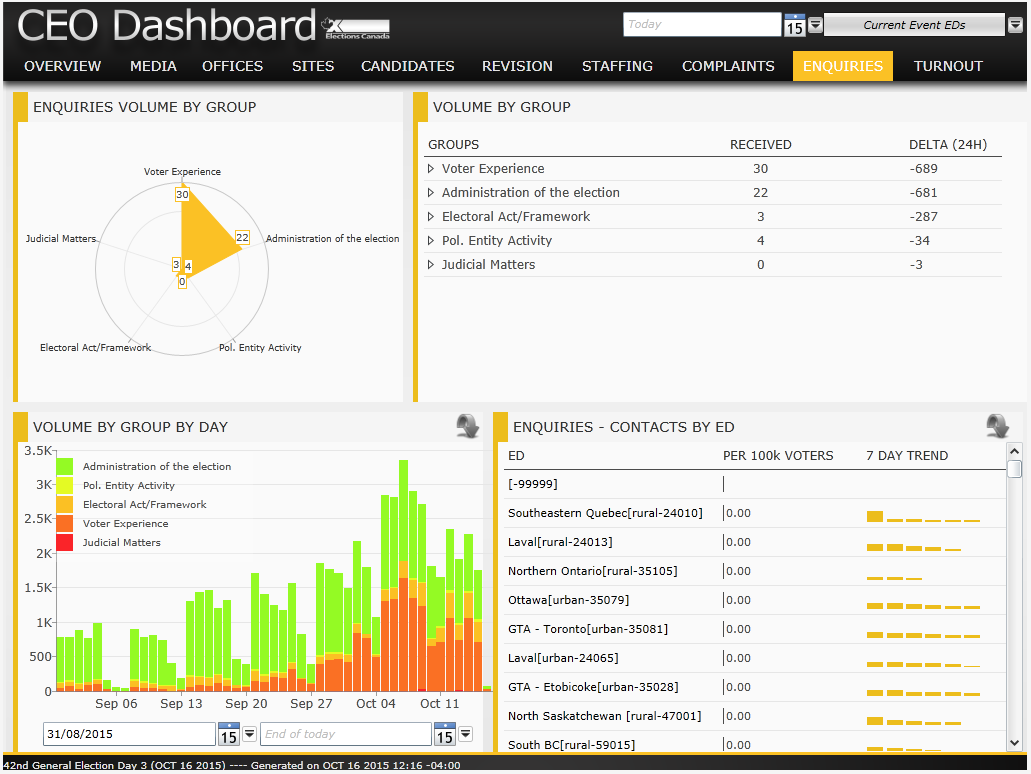 CEO Dashboard
Elections Canada
Today
15
Current Event EDs
OVERVIEW MEDIA OFFICES SITES CANDIDATES REVISION STAFFING COMPLAINTS ENQUIRIES TURNOUT
ENQUIRIES VOLUME BY GROUP
Voter Experience
30
22
Administration of the election
Judicial Matters
3
4
0
Electoral Act/Framework
Pol. Entity Activity
VOLUME BY GROUP
GROUPS RECEIVED DELTA (24H)
Voter Experience 30 -689
Administration of the election 22 -681
Electoral Act/Framework 3 -287
Pol. Entity Activity 4 -34
Judicial Matters 0 -3
VOLUME BY GROUP BY DAY
3.5K
3K
2.5K
2K
1.5K
1K
500
0
Administration of the election
Pol. Entity Activity
Electoral Act/Framework
Voter Experience
Judicial Matters
Sep 06 Sep 13 Sep 20 Sep 27 Oct 04 Oct 11
31/08/2015 15 End of today 15
ENQUIRIES - CONTACTS BY ED
ED PER 100k VOTERS 7 DAY TREND
[-99999]
Southeastern Quebec[rural-24010] 0.00
Laval[rural-24013] 0.00
Northern Ontario[rural-35105] 0.00
Ottawa[urban-35079] 0.00
GTA - Toronto[urban-35081] 0.00
Laval[urban-24065] 0.00
GTA - Etobicoke[urban-35028] 0.00
North Saskatchewan [rural-47001] 0.00
South BC[rural-59015] 0.00
42nd General Election Day 3 (OCT 16 2015) ---- Generated on OCT 16 2015 12:16 -04:00